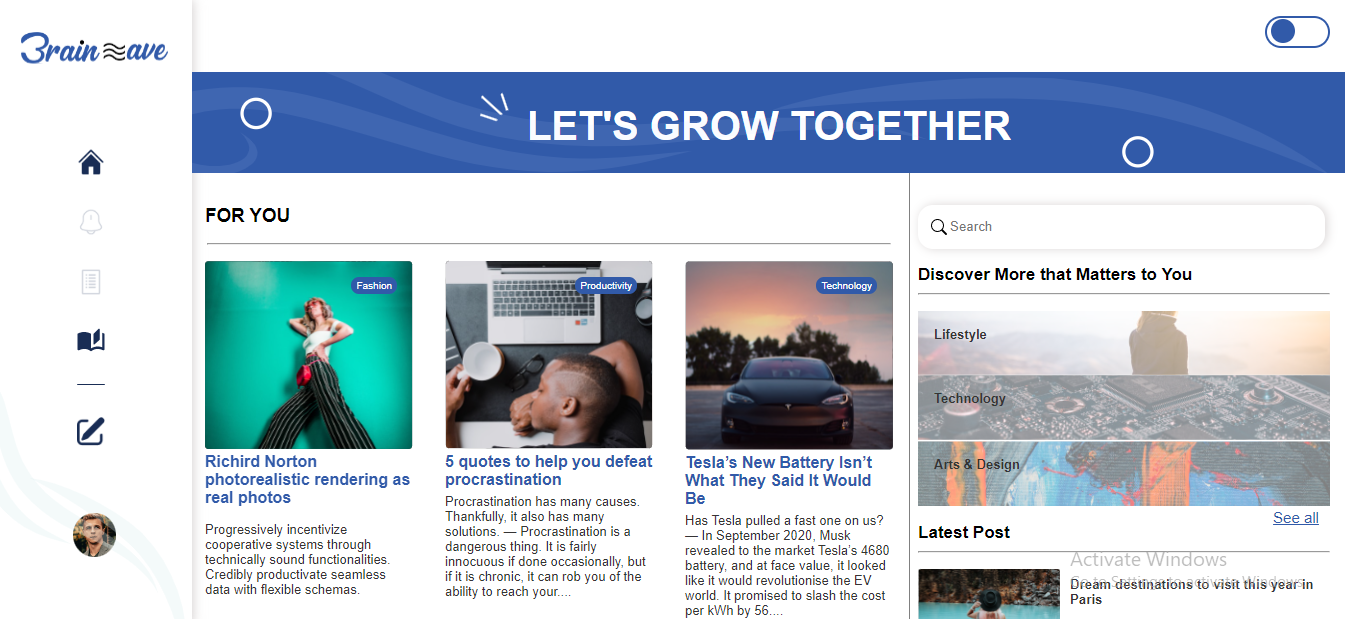 Brainwave
LET'S GROW TOGETHER
FOR YOU
Fashion
Richird Norton
photorealistic rendering as
real photos
Progressively incentivize
cooperative systems through
technically sound functionalities.
Credibly productivate seamless
data with flexible schemas.
Productivity
5 quotes to help you defeat
procrastination
Procrastination has many causes.
Thankfully, it also has many
solutions. — Procrastination is a
dangerous thing. It is fairly
innocuous if done occasionally, but
if it is chronic, it can rob you of the
ability to reach your....
Technology
Tesla’s New Battery Isn’t
What They Said It Would
Be
Has Tesla pulled a fast one on us?
— In September 2020, Musk
revealed to the market Tesla’s 4680
battery, and at face value, it looked
like it would revolutionise the EV
world. It promised to slash the cost
per kWh by 56....
Search
Discover More that Matters to You
Lifestyle
Technology
Arts & Design
See all
Latest Post
Dream destinations to visit this year in
Paris
Activate Windows
Go to Settings to activate Windows.